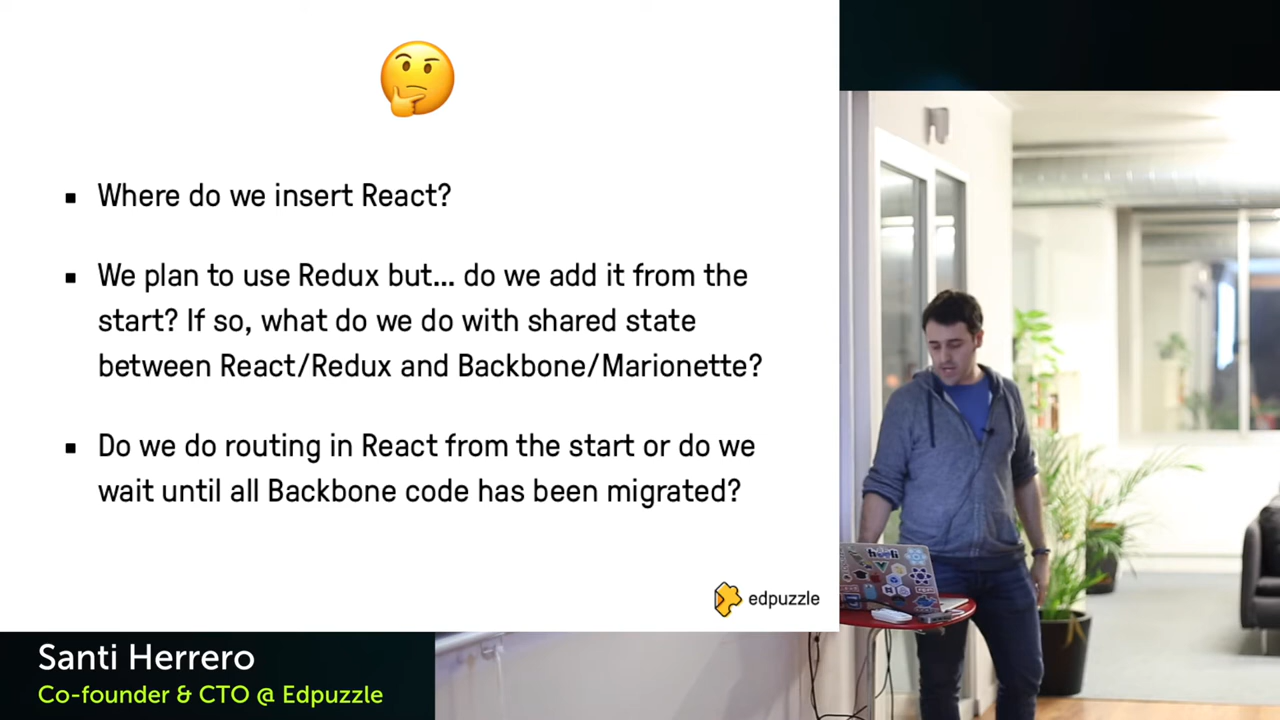 ▪ Where do we insert React?
▪ We plan to use Redux but... do we add it from the
start? If so, what do we do with shared state
between React/Redux and Backbone/Marionette?
▪ Do we do routing in React from the start or do we
wait until all Backbone code has been migrated?
edpuzzle
Santi Herrero
Co-founder & CTO @ Edpuzzle
hooli